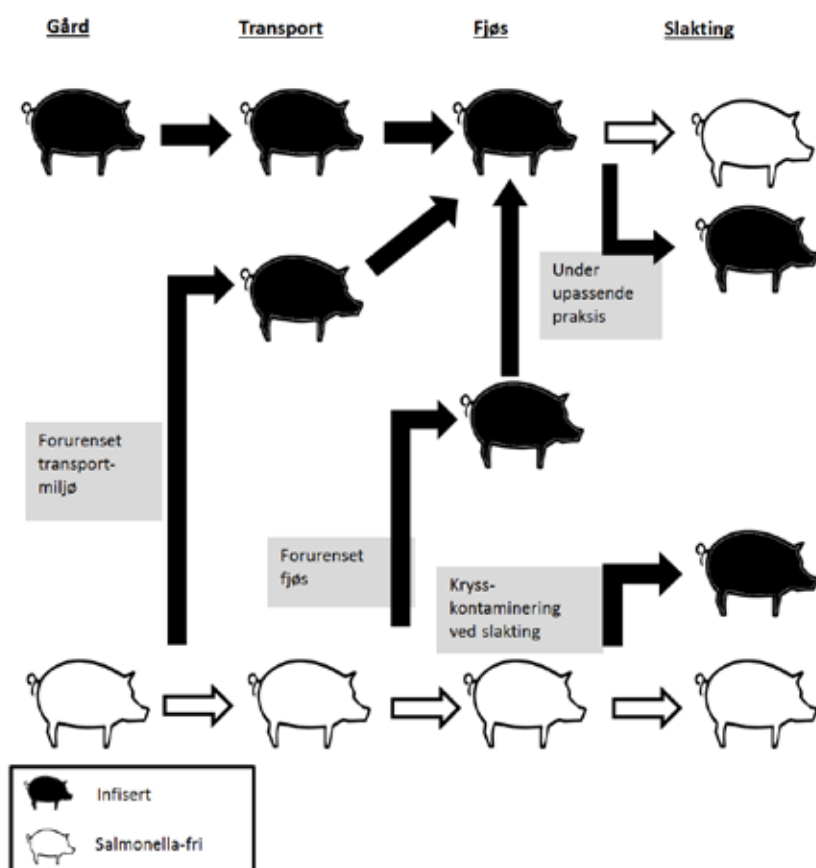 Gård
Transport
Fjøs
Slakting
Under
upassende
praksis
Forurenset
transport-
miljø
Forurenset
fjøs
Kryss-
kontaminering
ved slakting
Infisert
Salmonella-fri